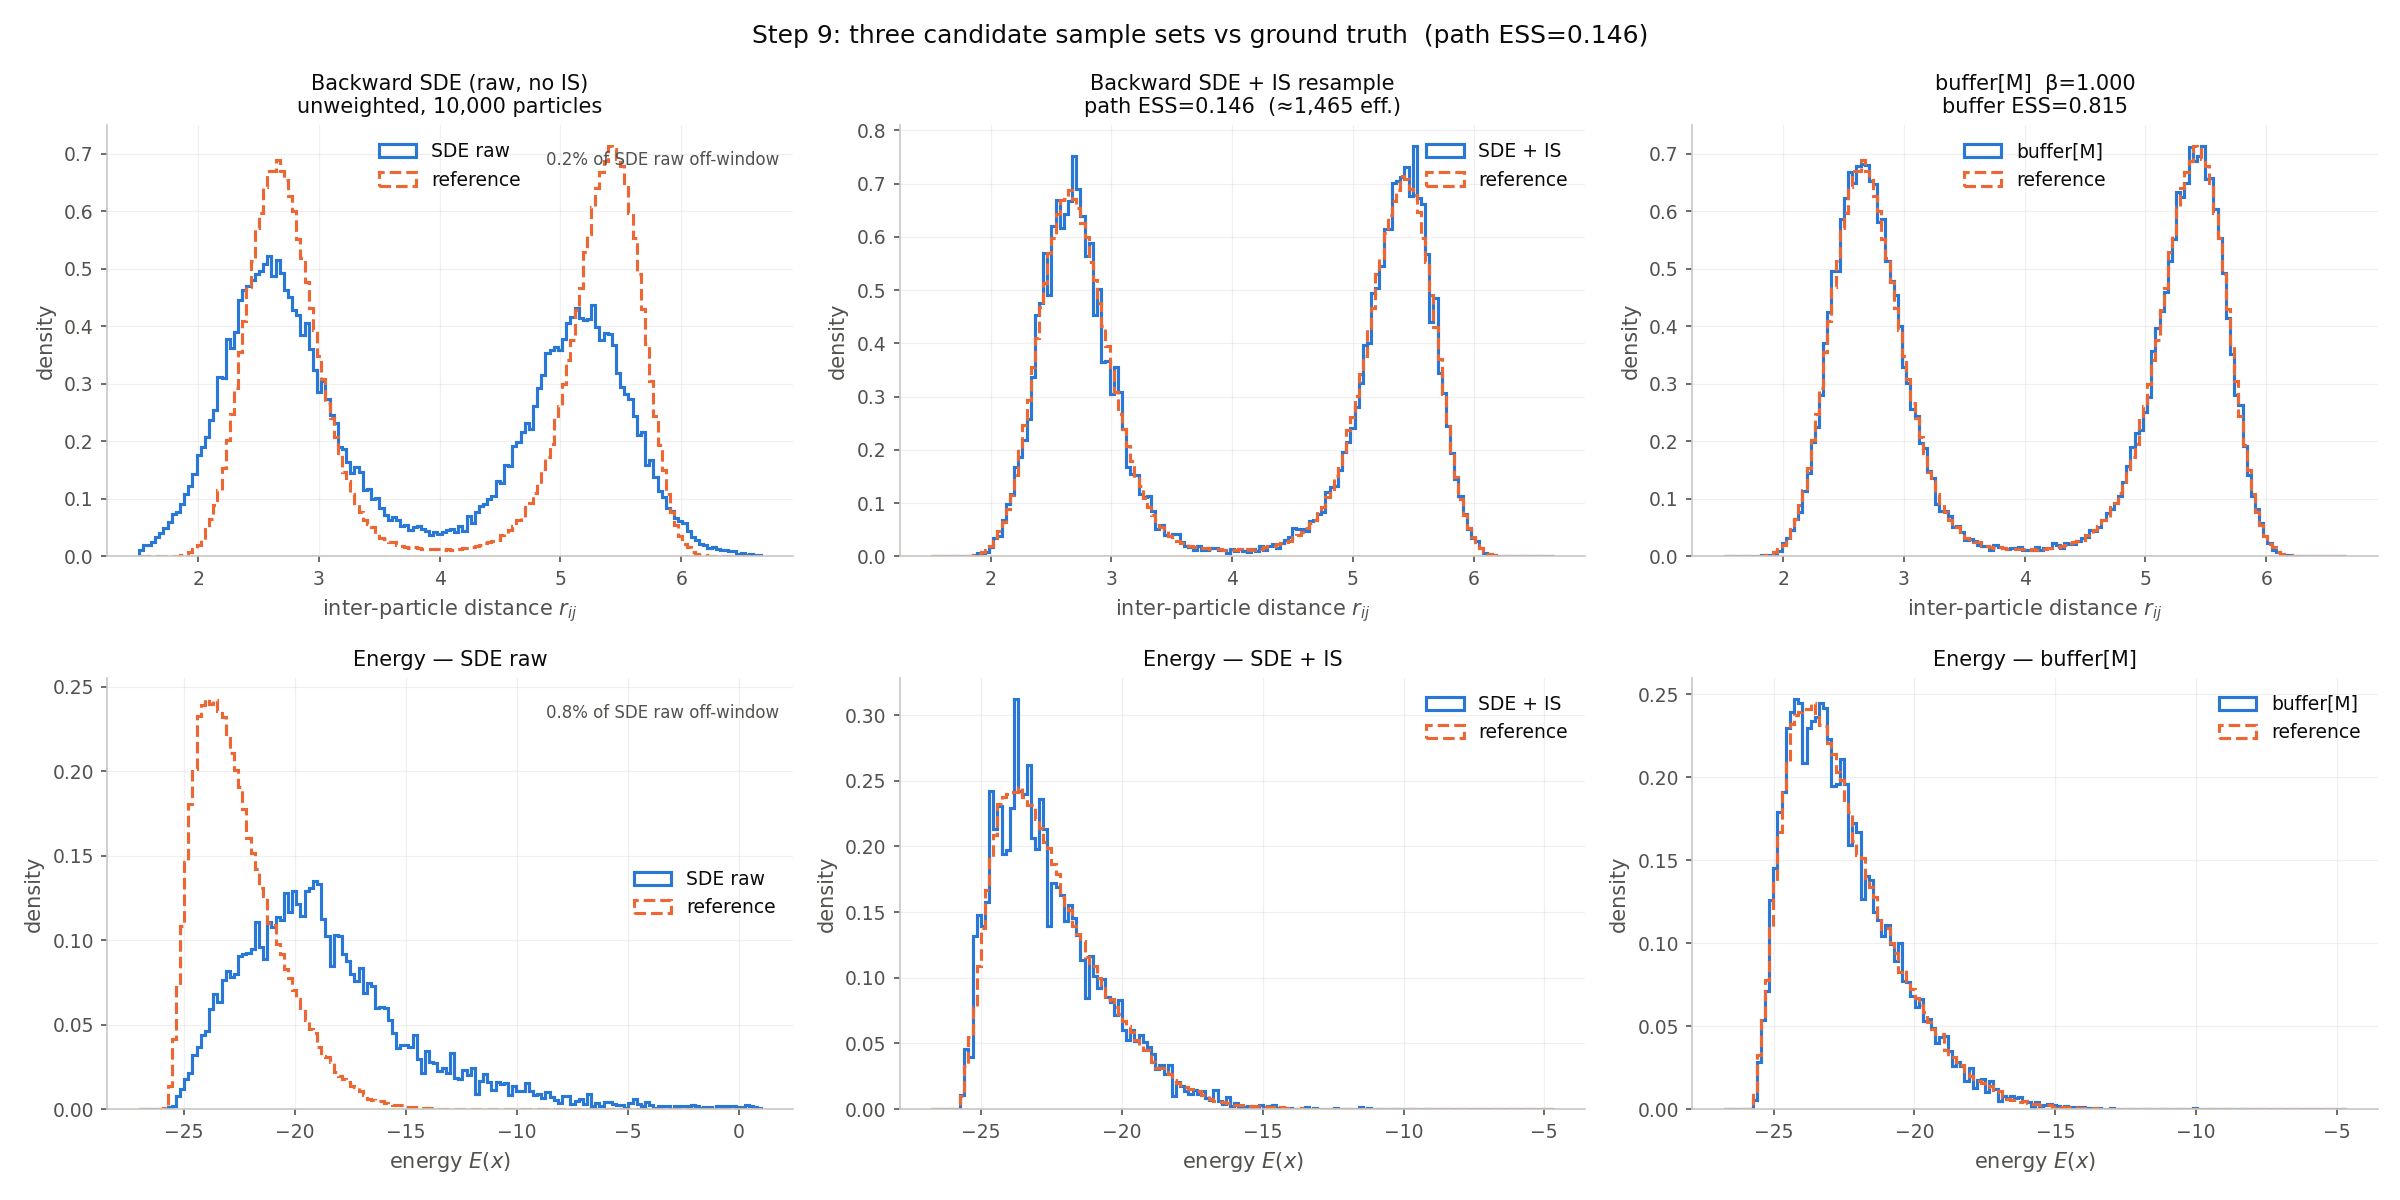 Step 9: three candidate sample sets vs ground truth  (path ESS=0.146)
Backward SDE (raw, no IS)
unweighted, 10,000 particles
SDE raw
reference
0.2% of SDE raw off-window
density
0.7
0.6
0.5
0.4
0.3
0.2
0.1
0.0
2
3
4
5
6
inter-particle distance r_ij
Backward SDE + IS resample
path ESS=0.146  (≈1,465 eff.)
SDE + IS
reference
density
0.8
0.7
0.6
0.5
0.4
0.3
0.2
0.1
0.0
2
3
4
5
6
inter-particle distance r_ij
buffer[M]  β=1.000
buffer ESS=0.815
buffer[M]
reference
density
0.7
0.6
0.5
0.4
0.3
0.2
0.1
0.0
2
3
4
5
6
inter-particle distance r_ij
Energy — SDE raw
0.8% of SDE raw off-window
SDE raw
reference
density
0.25
0.20
0.15
0.10
0.05
0.00
−25
−20
−15
−10
−5
0
energy E(x)
Energy — SDE + IS
SDE + IS
reference
density
0.30
0.25
0.20
0.15
0.10
0.05
0.00
−25
−20
−15
−10
−5
energy E(x)
Energy — buffer[M]
buffer[M]
reference
density
0.25
0.20
0.15
0.10
0.05
0.00
−25
−20
−15
−10
−5
energy E(x)